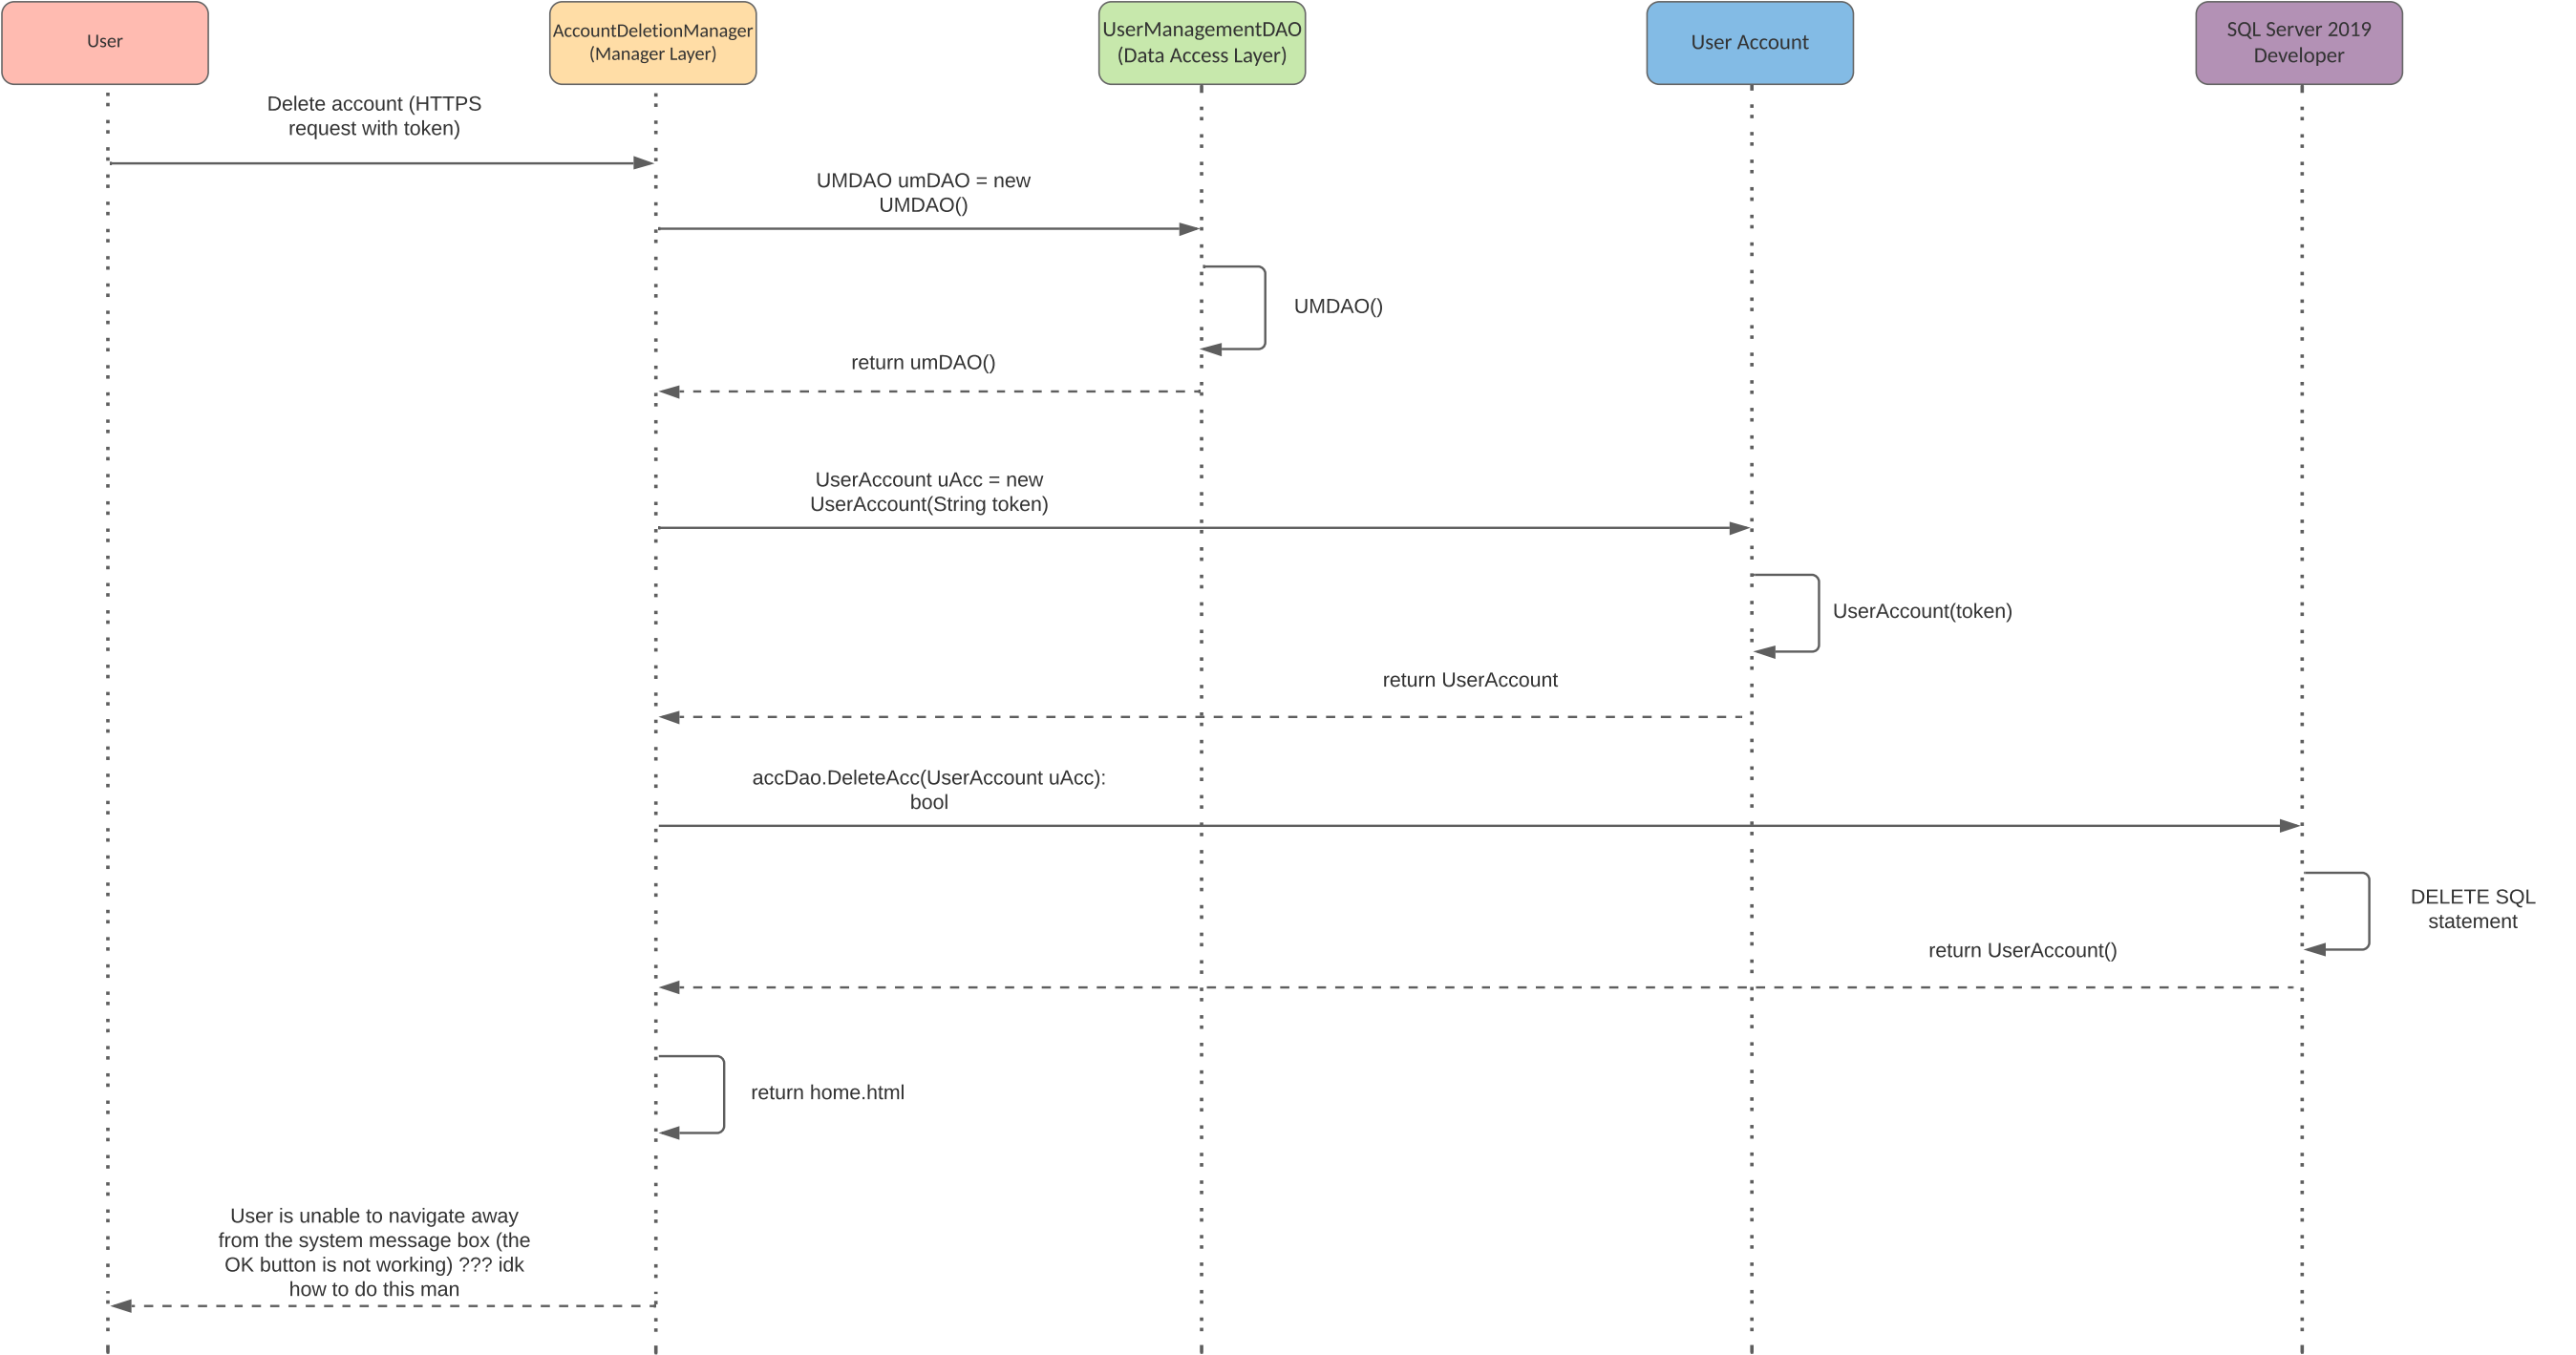 User
AccountDeletionManager
(Manager Layer)
UserManagementDAO
(Data Access Layer)
User Account
SQL Server 2019
Developer
Delete account (HTTPS
request with token)
UMDAO umDAO = new
UMDAO()
UMDAO()
return umDAO()
UserAccount uAcc = new
UserAccount(String token)
UserAccount(token)
return UserAccount
accDao.DeleteAcc(UserAccount uAcc):
bool
DELETE SQL
statement
return UserAccount()
return home.html
User is unable to navigate away
from the system message box (the
OK button is not working) ??? idk
how to do this man